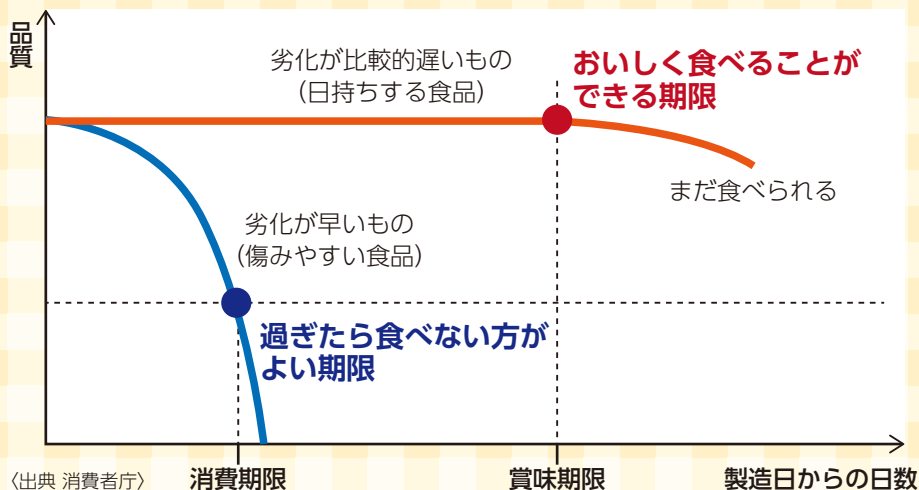 品質
劣化が比較的遅いもの
（日持ちする食品）
おいしく食べることが
できる期限
まだ食べられる
劣化が早いもの
（傷みやすい食品）
過ぎたら食べない方が
よい期限
〈出典 消費者庁〉
消費期限
賞味期限
製造日からの日数